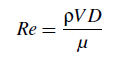 Re = ρVD / μ